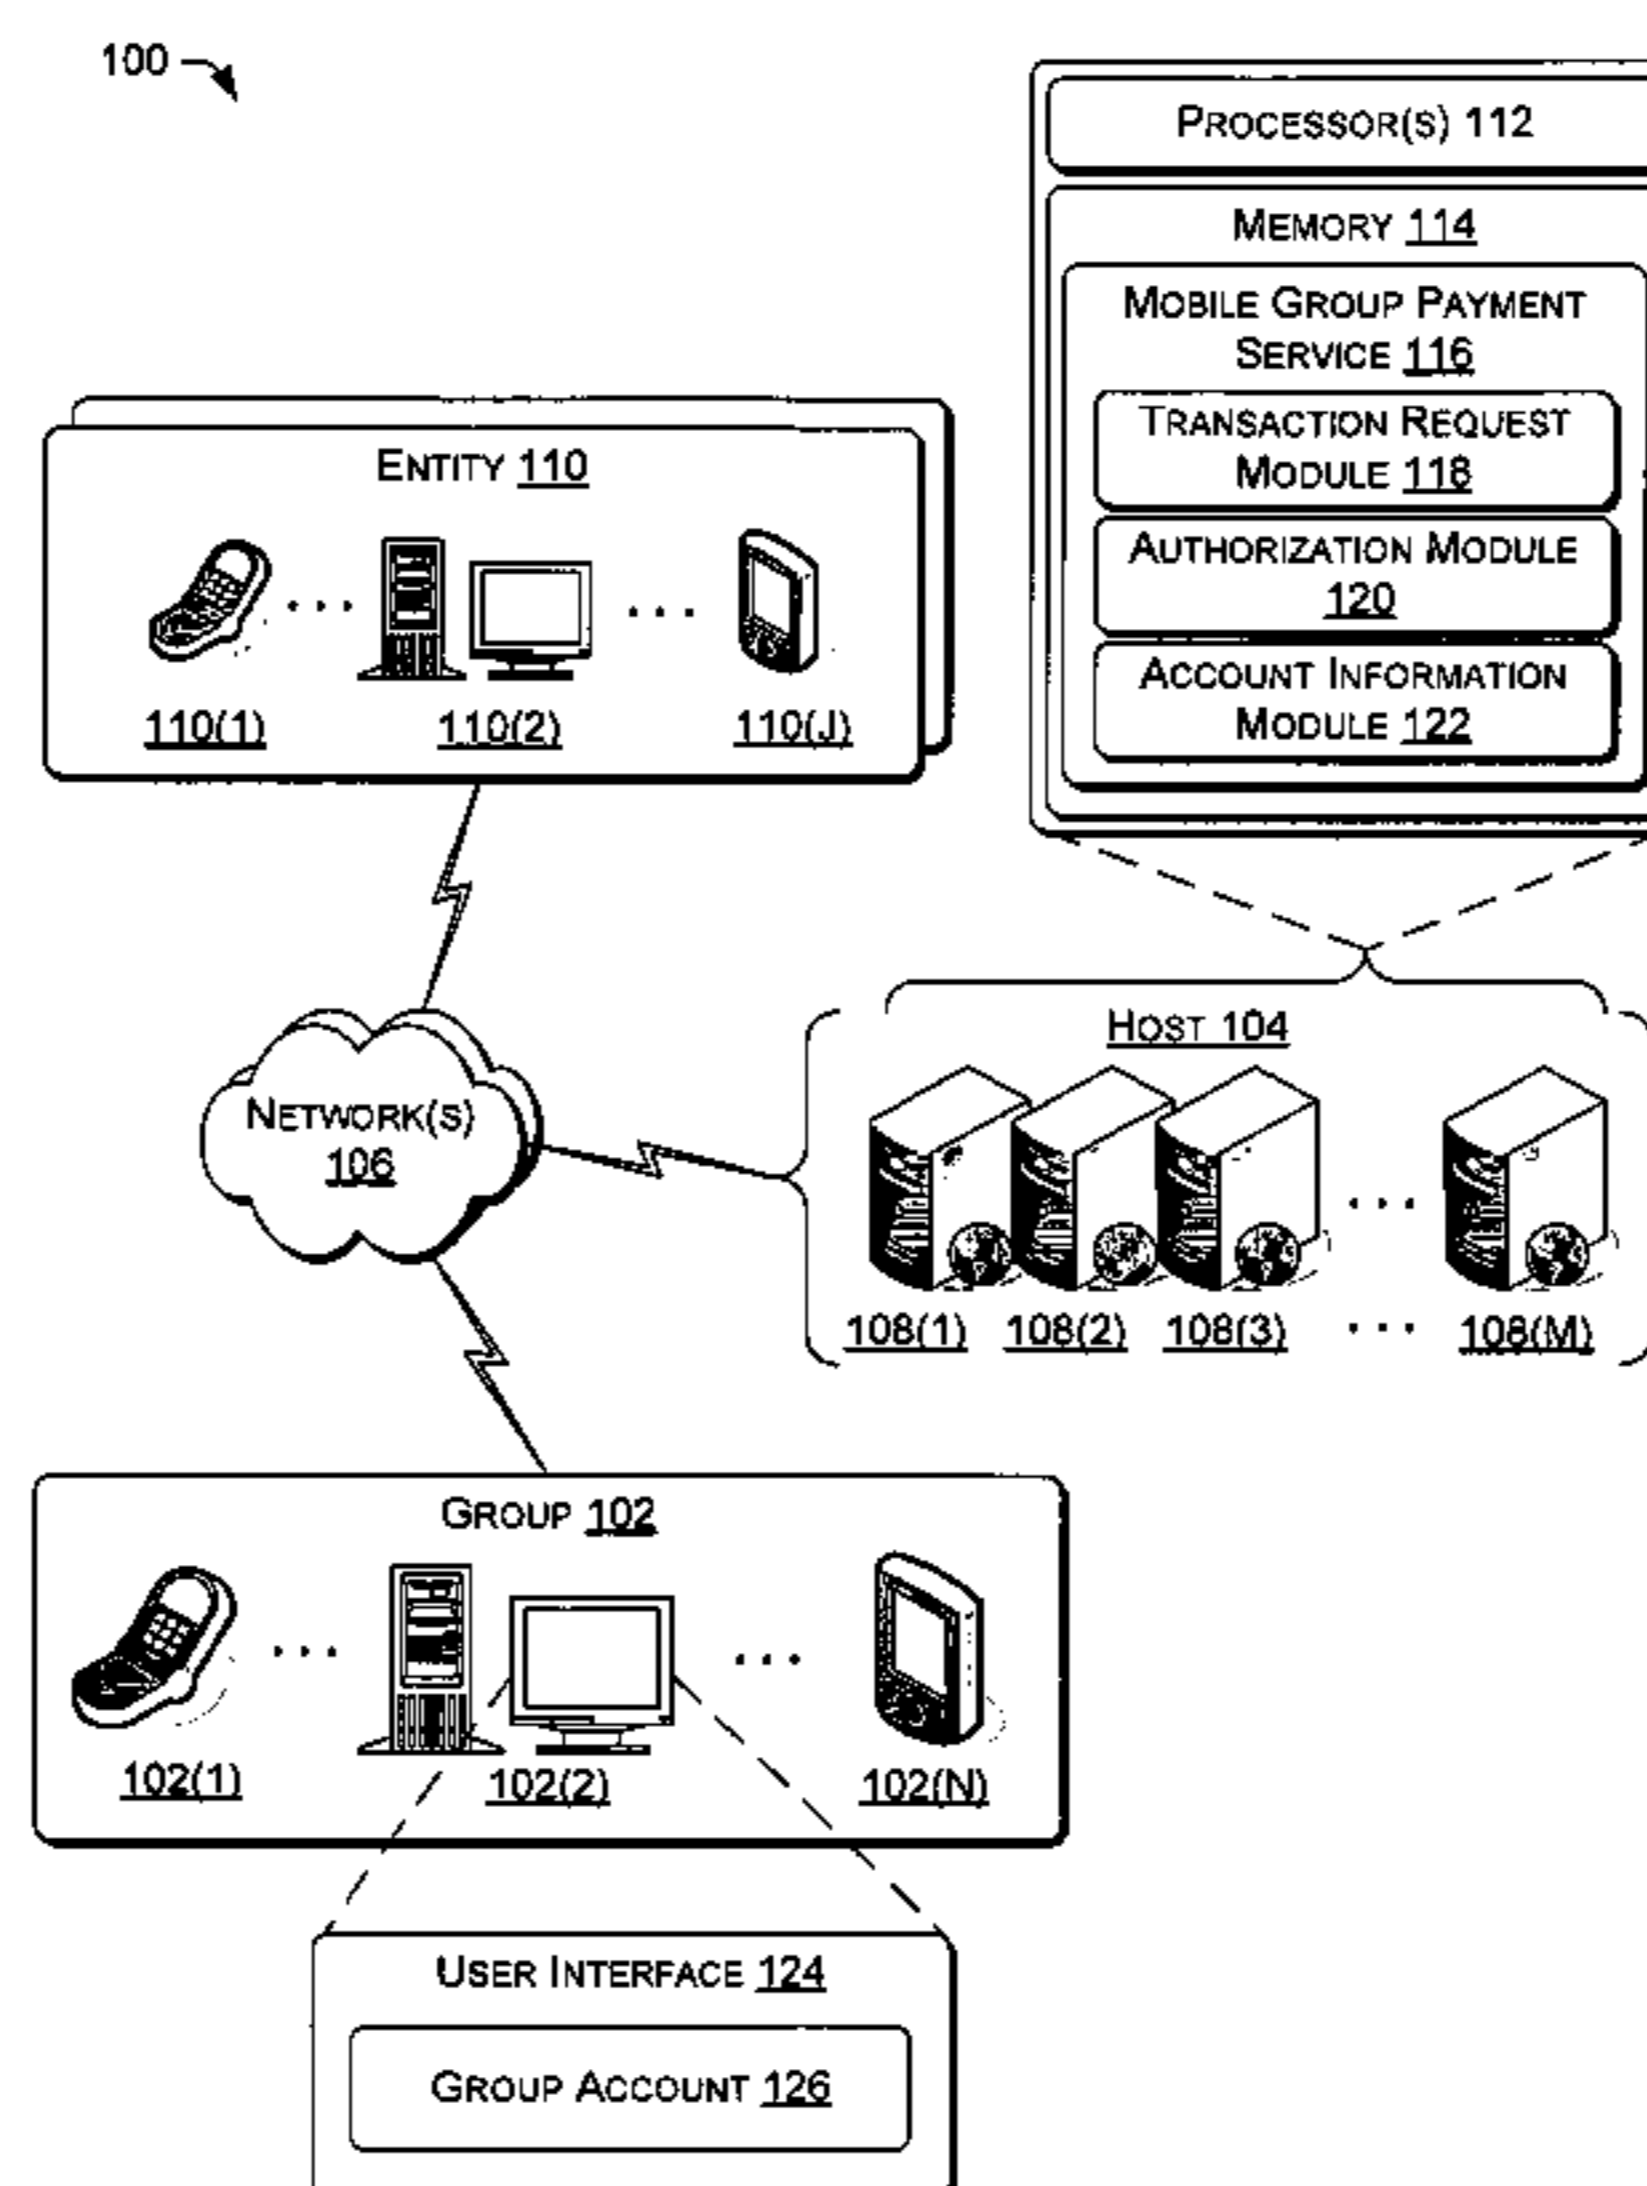 100
PROCESSOR(S) 112
MEMORY 114
MOBILE GROUP PAYMENT
SERVICE 116
TRANSACTION REQUEST
MODULE 118
AUTHORIZATION MODULE
120
ACCOUNT INFORMATION
MODULE 122
ENTITY 110
110(1)
110(2)
110(J)
NETWORK(S)
106
HOST 104
108(1)
108(2)
108(3)
...
108(M)
GROUP 102
102(1)
102(2)
102(N)
USER INTERFACE 124
GROUP ACCOUNT 126